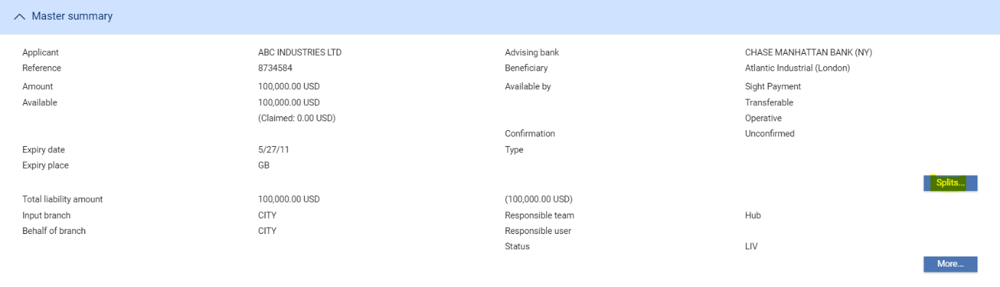 Master summary
Applicant ABC INDUSTRIES LTD Advising bank CHASE MANHATTAN BANK (NY)
Reference 8734584 Beneficiary Atlantic Industrial (London)
Amount 100,000.00 USD Available by Sight Payment
Available 100,000.00 USD Transferable
(Claimed: 0.00 USD) Operative
Confirmation Unconfirmed
Expiry date 5/27/11 Type
Expiry place GB
Splits...
Total liability amount 100,000.00 USD (100,000.00 USD)
Input branch CITY Responsible team Hub
Behalf of branch CITY Responsible user
Status LIV
More...